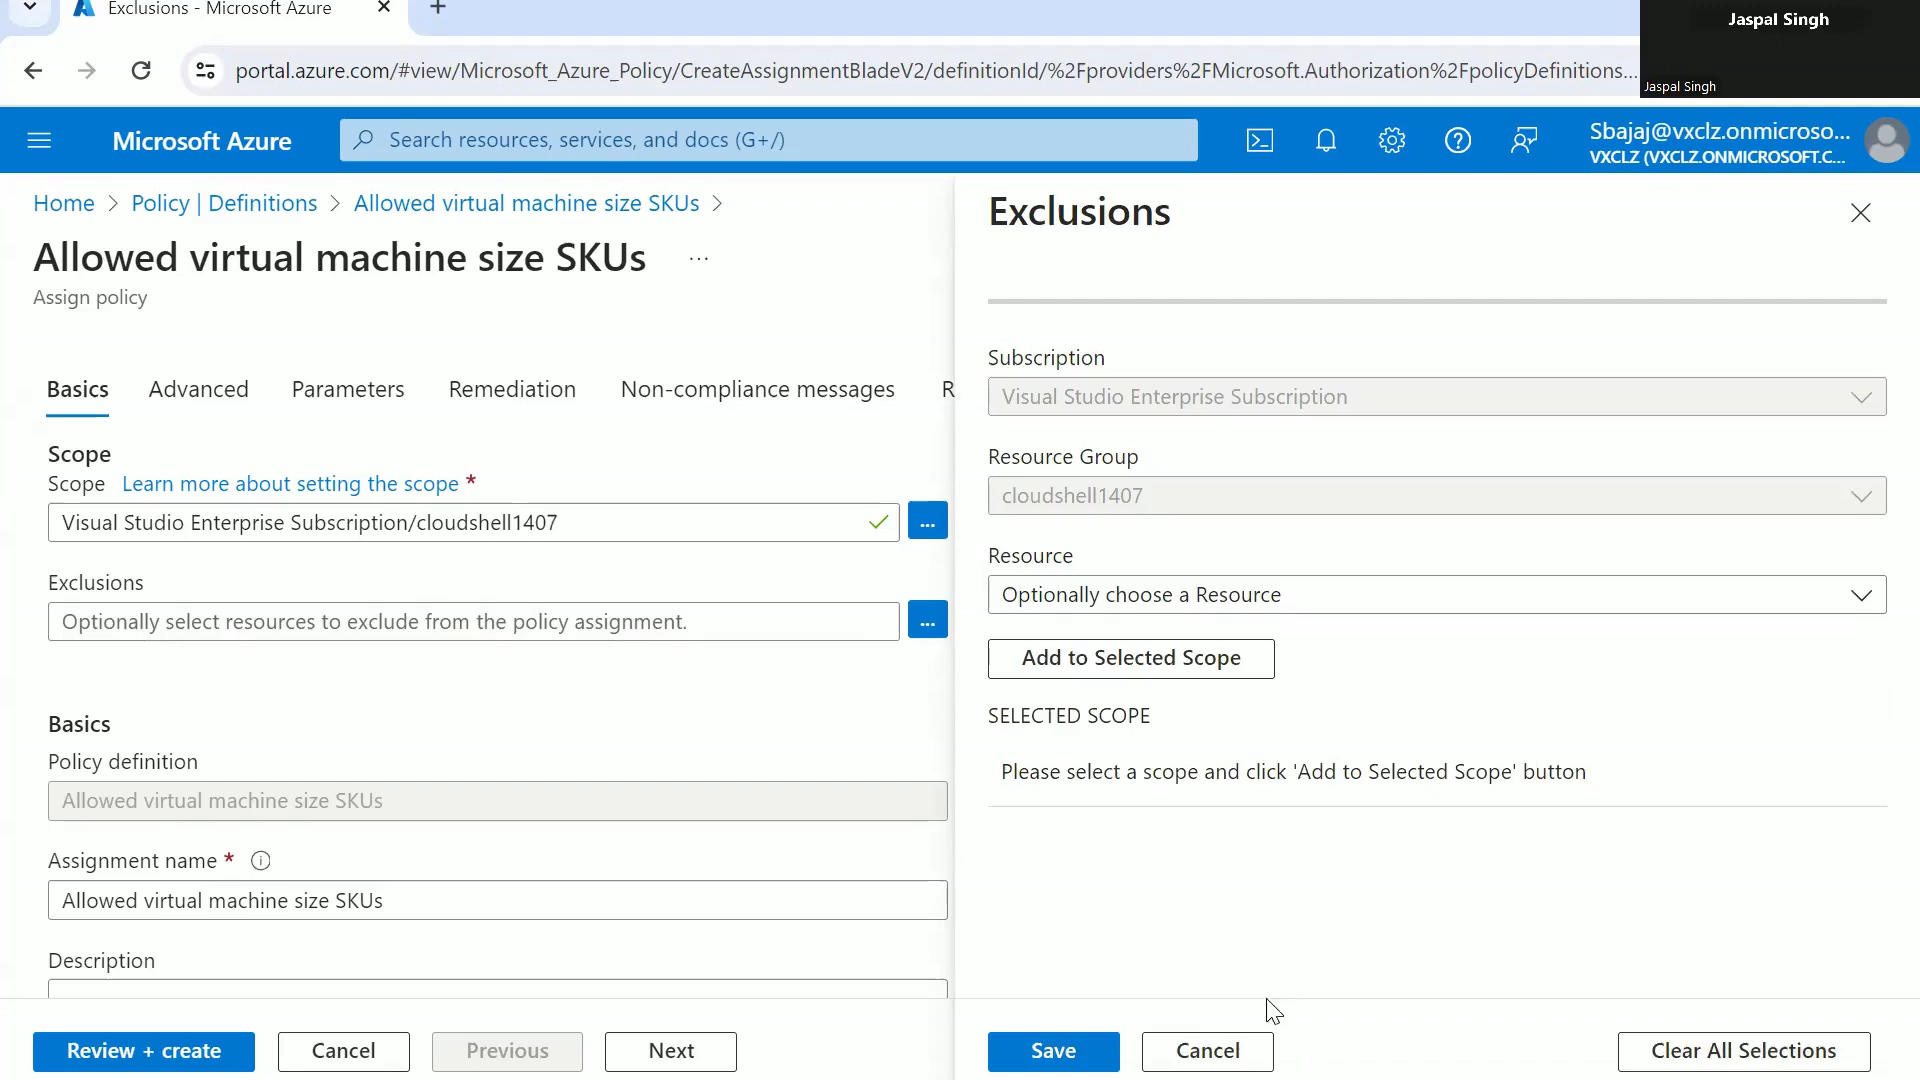 Exclusions - Microsoft Azure
Jaspal Singh
portal.azure.com/#view/Microsoft_Azure_Policy/CreateAssignmentBladeV2/definitionId/%2Fproviders%2FMicrosoft.Authorization%2FpolicyDefinitions...
Jaspal Singh
Microsoft Azure
Search resources, services, and docs (G+/)
Sbajaj@vxclz.onmicroso...
VXCLZ (VXCLZ.ONMICROSOFT.C...
Home > Policy | Definitions > Allowed virtual machine size SKUs >
Allowed virtual machine size SKUs ...
Assign policy
Basics Advanced Parameters Remediation Non-compliance messages R
Scope
Scope Learn more about setting the scope *
Visual Studio Enterprise Subscription/cloudshell1407
...
Exclusions
Optionally select resources to exclude from the policy assignment.
...
Basics
Policy definition
Allowed virtual machine size SKUs
Assignment name *
Allowed virtual machine size SKUs
Description
Review + create
Cancel
Previous
Next
Exclusions
Subscription
Visual Studio Enterprise Subscription
Resource Group
cloudshell1407
Resource
Optionally choose a Resource
Add to Selected Scope
SELECTED SCOPE
Please select a scope and click 'Add to Selected Scope' button
Save
Cancel
Clear All Selections